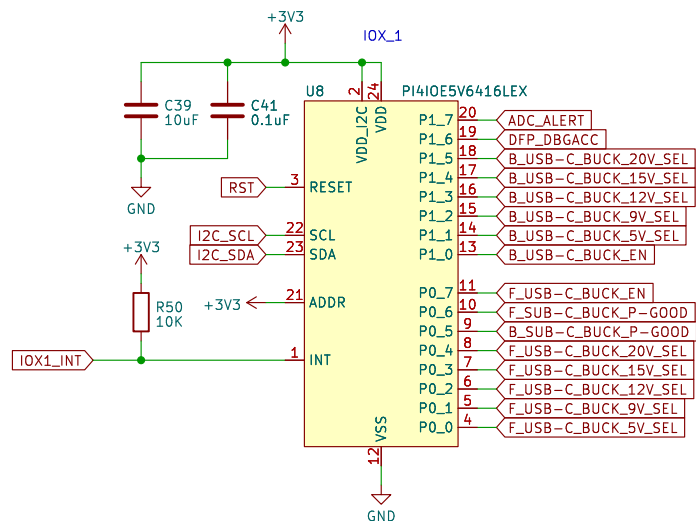 +3V3
IOX_1
U8
PI4IOE5V6416LEX
C39
10uF
C41
0.1uF
2
24
VDD_I2C
VDD
GND
RST
3
RESET
I2C_SCL
22
SCL
I2C_SDA
23
SDA
+3V3
+3V3
21
ADDR
R50
10K
IOX1_INT
1
INT
P1_7
20
ADC_ALERT
P1_6
19
DFP_DBGACC
P1_5
18
B_USB-C_BUCK_20V_SEL
P1_4
17
B_USB-C_BUCK_15V_SEL
P1_3
16
B_USB-C_BUCK_12V_SEL
P1_2
15
B_USB-C_BUCK_9V_SEL
P1_1
14
B_USB-C_BUCK_5V_SEL
P1_0
13
B_USB-C_BUCK_EN
P0_7
11
F_USB-C_BUCK_EN
P0_6
10
F_SUB-C_BUCK_P-GOOD
P0_5
9
B_SUB-C_BUCK_P-GOOD
P0_4
8
F_USB-C_BUCK_20V_SEL
P0_3
7
F_USB-C_BUCK_15V_SEL
P0_2
6
F_USB-C_BUCK_12V_SEL
P0_1
5
F_USB-C_BUCK_9V_SEL
P0_0
4
F_USB-C_BUCK_5V_SEL
VSS
12
GND